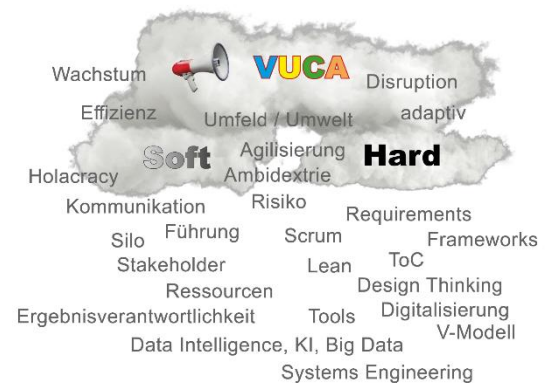 VUCA
Wachstum
Disruption
Effizienz
Umfeld / Umwelt
adaptiv
Soft
Agilisierung
Hard
Holacracy
Ambidextrie
Kommunikation
Risiko
Requirements
Silo
Führung
Scrum
Frameworks
Stakeholder
Lean
ToC
Ressourcen
Design Thinking
Ergebnisverantwortlichkeit
Tools
Digitalisierung
V-Modell
Data Intelligence, KI, Big Data
Systems Engineering